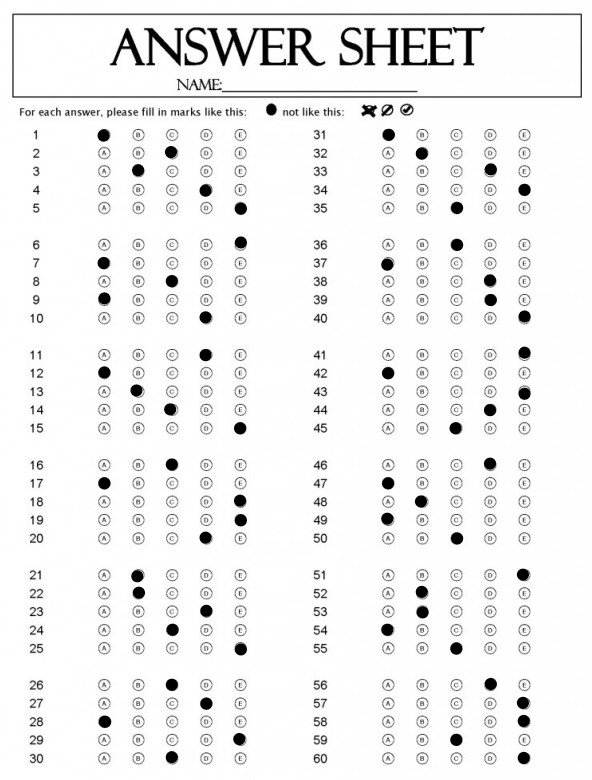 ANSWER SHEET
NAME:
For each answer, please fill in marks like this: not like this:
1 B C D E 31 B C D E
2 A B D E 32 A C D E
3 A C D E 33 A B C E
4 A B C E 34 A B C D
5 A B C D 35 A B D E
6 A B C D 36 A B D E
7 B C D E 37 B C D E
8 A B D E 38 A B C E
9 B C D E 39 A B C E
10 A B C E 40 A B C D
11 A B C E 41 A B C D
12 B C D E 42 B C D E
13 A C D E 43 A B C D
14 A B D E 44 A B C E
15 A B C D 45 A B D E
16 A B D E 46 A B C E
17 B C D E 47 B C D E
18 A B C D 48 A C D E
19 A B C D 49 B C D E
20 A B C E 50 A B D E
21 A C D E 51 A B C D
22 A C D E 52 A C D E
23 A B C E 53 A C D E
24 A B D E 54 B C D E
25 A B C D 55 A B D E
26 A B D E 56 A B C E
27 A B C E 57 A B C D
28 B C D E 58 A B C D
29 A B C D 59 A B D E
30 A B D E 60 A B C D